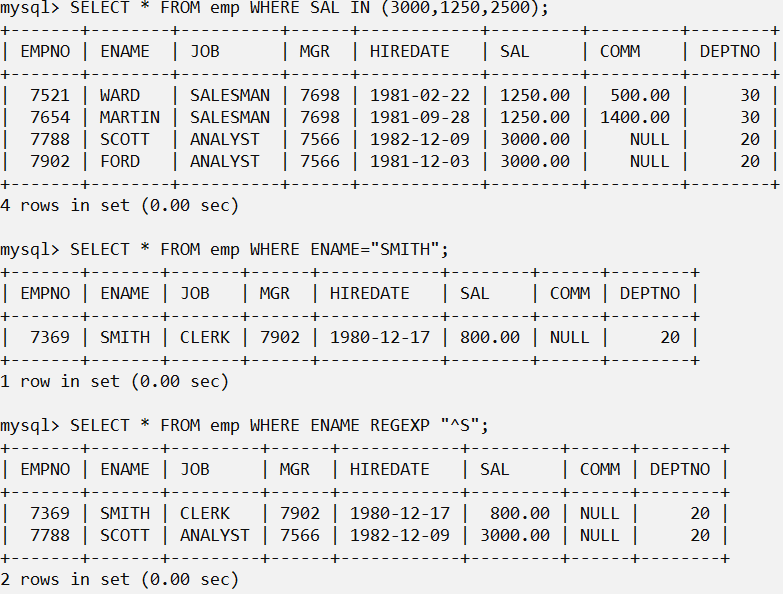 mysql> SELECT * FROM emp WHERE SAL IN (3000,1250,2500);
+-------+--------+----------+------+------------+---------+---------+--------+
| EMPNO | ENAME  | JOB      | MGR  | HIREDATE   | SAL     | COMM    | DEPTNO |
+-------+--------+----------+------+------------+---------+---------+--------+
|  7521 | WARD   | SALESMAN | 7698 | 1981-02-22 | 1250.00 |  500.00 |     30 |
|  7654 | MARTIN | SALESMAN | 7698 | 1981-09-28 | 1250.00 | 1400.00 |     30 |
|  7788 | SCOTT  | ANALYST  | 7566 | 1982-12-09 | 3000.00 |    NULL |     20 |
|  7902 | FORD   | ANALYST  | 7566 | 1981-12-03 | 3000.00 |    NULL |     20 |
+-------+--------+----------+------+------------+---------+---------+--------+
4 rows in set (0.00 sec)

mysql> SELECT * FROM emp WHERE ENAME="SMITH";
+-------+-------+-------+------+------------+--------+------+--------+
| EMPNO | ENAME | JOB   | MGR  | HIREDATE   | SAL    | COMM | DEPTNO |
+-------+-------+-------+------+------------+--------+------+--------+
|  7369 | SMITH | CLERK | 7902 | 1980-12-17 | 800.00 | NULL |     20 |
+-------+-------+-------+------+------------+--------+------+--------+
1 row in set (0.00 sec)

mysql> SELECT * FROM emp WHERE ENAME REGEXP "^S";
+-------+-------+---------+------+------------+---------+------+--------+
| EMPNO | ENAME | JOB     | MGR  | HIREDATE   | SAL     | COMM | DEPTNO |
+-------+-------+---------+------+------------+---------+------+--------+
|  7369 | SMITH | CLERK   | 7902 | 1980-12-17 |  800.00 | NULL |     20 |
|  7788 | SCOTT | ANALYST | 7566 | 1982-12-09 | 3000.00 | NULL |     20 |
+-------+-------+---------+------+------------+---------+------+--------+
2 rows in set (0.00 sec)